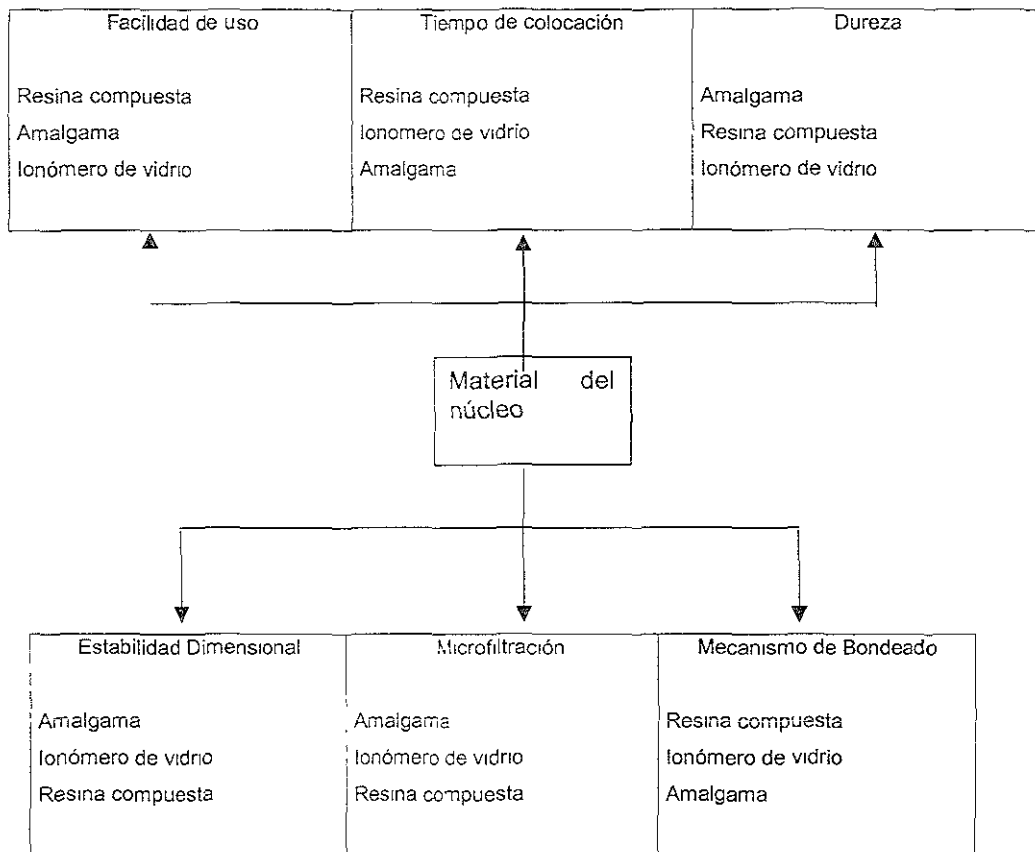 Facilidad de uso
Resina compuesta
Amalgama
Ionómero de vidrio
Tiempo de colocación
Resina compuesta
Ionomero de vidrio
Amalgama
Dureza
Amalgama
Resina compuesta
Ionómero de vidrio
Material del
núcleo
Estabilidad Dimensional
Amalgama
Ionómero de vidrio
Resina compuesta
Microfiltración
Amalgama
Ionómero de vidrio
Resina compuesta
Mecanismo de Bondeado
Resina compuesta
Ionómero de vidrio
Amalgama